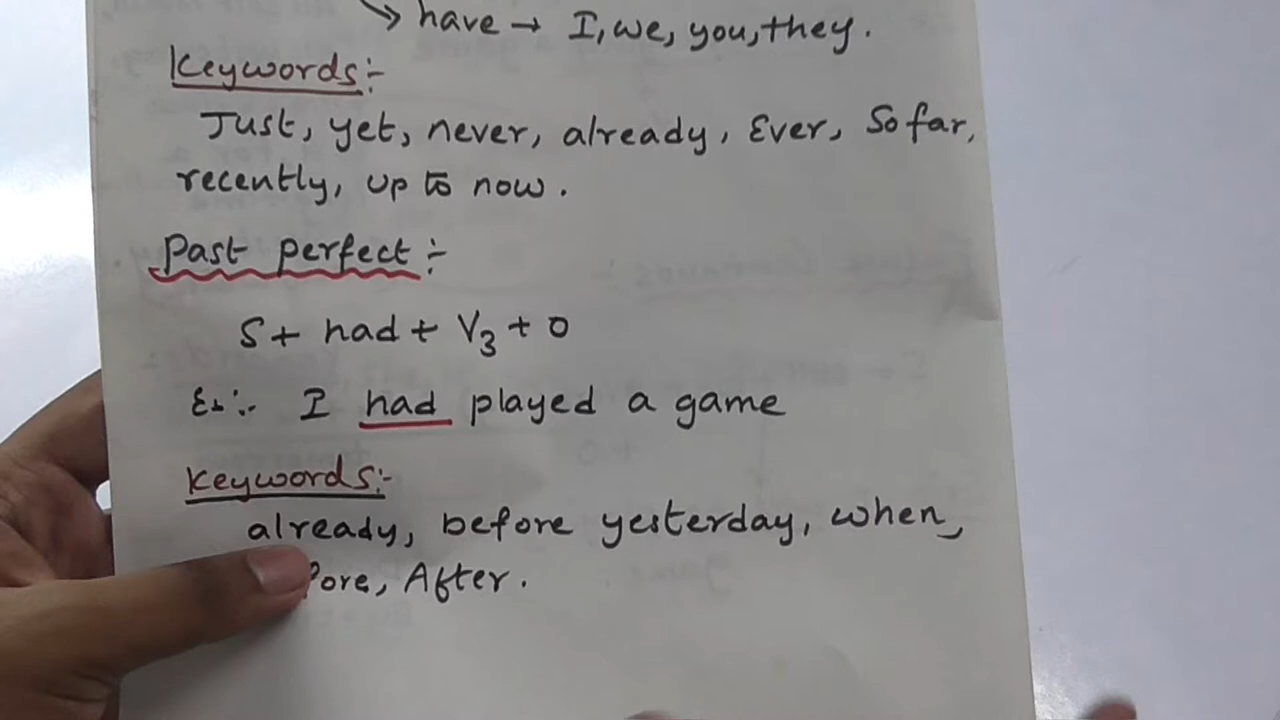 ↘ have → I, we, you, they.
Keywords:-
Just, yet, never, already, Ever, So far,
recently, up to now.
Past perfect :-
S + had + V₃ + O
Ex:- I had played a game
Keywords:-
already, before yesterday, when,
After.